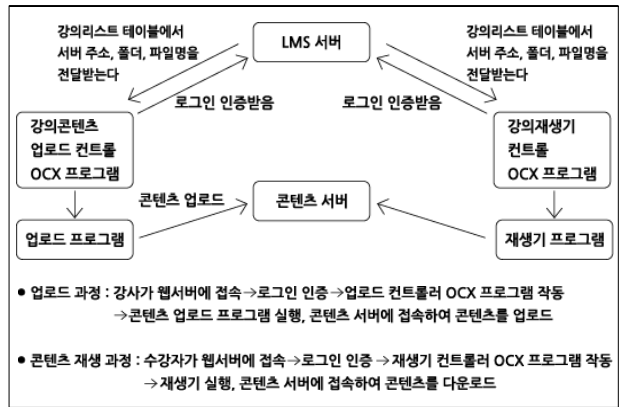 강의리스트 테이블에서
서버 주소, 폴더, 파일명을
전달받는다
LMS 서버
강의리스트 테이블에서
서버 주소, 폴더, 파일명을
전달받는다
로그인 인증받음
로그인 인증받음
강의콘텐츠
업로드 컨트롤
OCX 프로그램
강의재생기
컨트롤
OCX 프로그램
콘텐츠 업로드
콘텐츠 서버
업로드 프로그램
재생기 프로그램
● 업로드 과정 : 강사가 웹서버에 접속→로그인 인증→업로드 컨트롤러 OCX 프로그램 작동
→콘텐츠 업로드 프로그램 실행, 콘텐츠 서버에 접속하여 콘텐츠를 업로드
● 콘텐츠 재생 과정 : 수강자가 웹서버에 접속→로그인 인증→재생기 컨트롤러 OCX 프로그램 작동
→재생기 실행, 콘텐츠 서버에 접속하여 콘텐츠를 다운로드